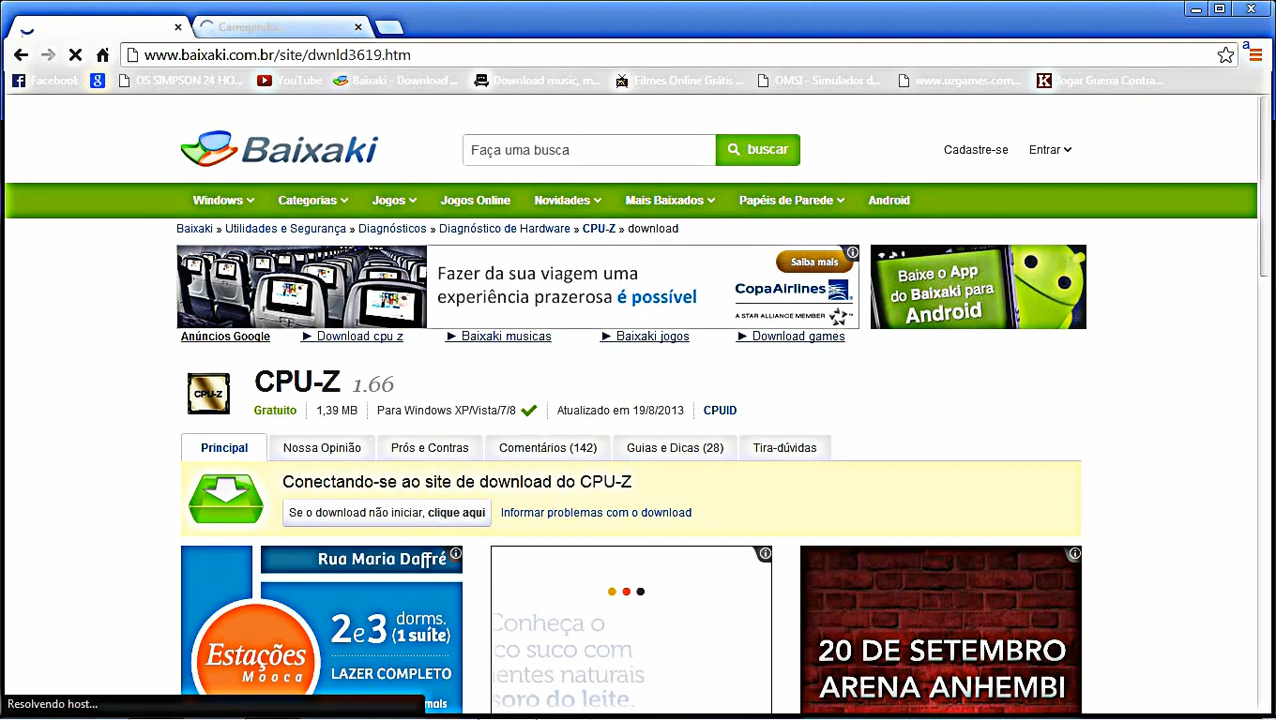 Carregando...
www.baixaki.com.br/site/dwnld3619.htm
Facebook OS SIMPSON 24 HO... YouTube Baixaki - Download ... Download music, m... Filmes Online Grátis... OMSI - Simulador d... www.uzgames.com... Jogar Guerra Contra...
Baixaki Faça uma busca buscar Cadastre-se Entrar
Windows Categorias Jogos Jogos Online Novidades Mais Baixados Papéis de Parede Android
Baixaki » Utilidades e Segurança » Diagnósticos » Diagnóstico de Hardware » CPU-Z » download
Fazer da sua viagem uma
experiência prazerosa é possível
Saiba mais
CopaAirlines
A STAR ALLIANCE MEMBER
Baixe o App
do Baixaki para
Android
Anúncios Google ► Download cpu z ► Baixaki musicas ► Baixaki jogos ► Download games
CPU-Z
CPU-Z 1.66
Gratuito 1,39 MB Para Windows XP/Vista/7/8 Atualizado em 19/8/2013 CPUID
Principal Nossa Opinião Prós e Contras Comentários (142) Guias e Dicas (28) Tira-dúvidas
Conectando-se ao site de download do CPU-Z
Se o download não iniciar, clique aqui Informar problemas com o download
Rua Maria Daffré
2 e 3 dorms.
(1 suíte)
LAZER COMPLETO
Estações
Mooca
mais
Conheça o
co suco com
entes naturais
soro do leite.
20 DE SETEMBRO
ARENA ANHEMBI
Resolvendo host...